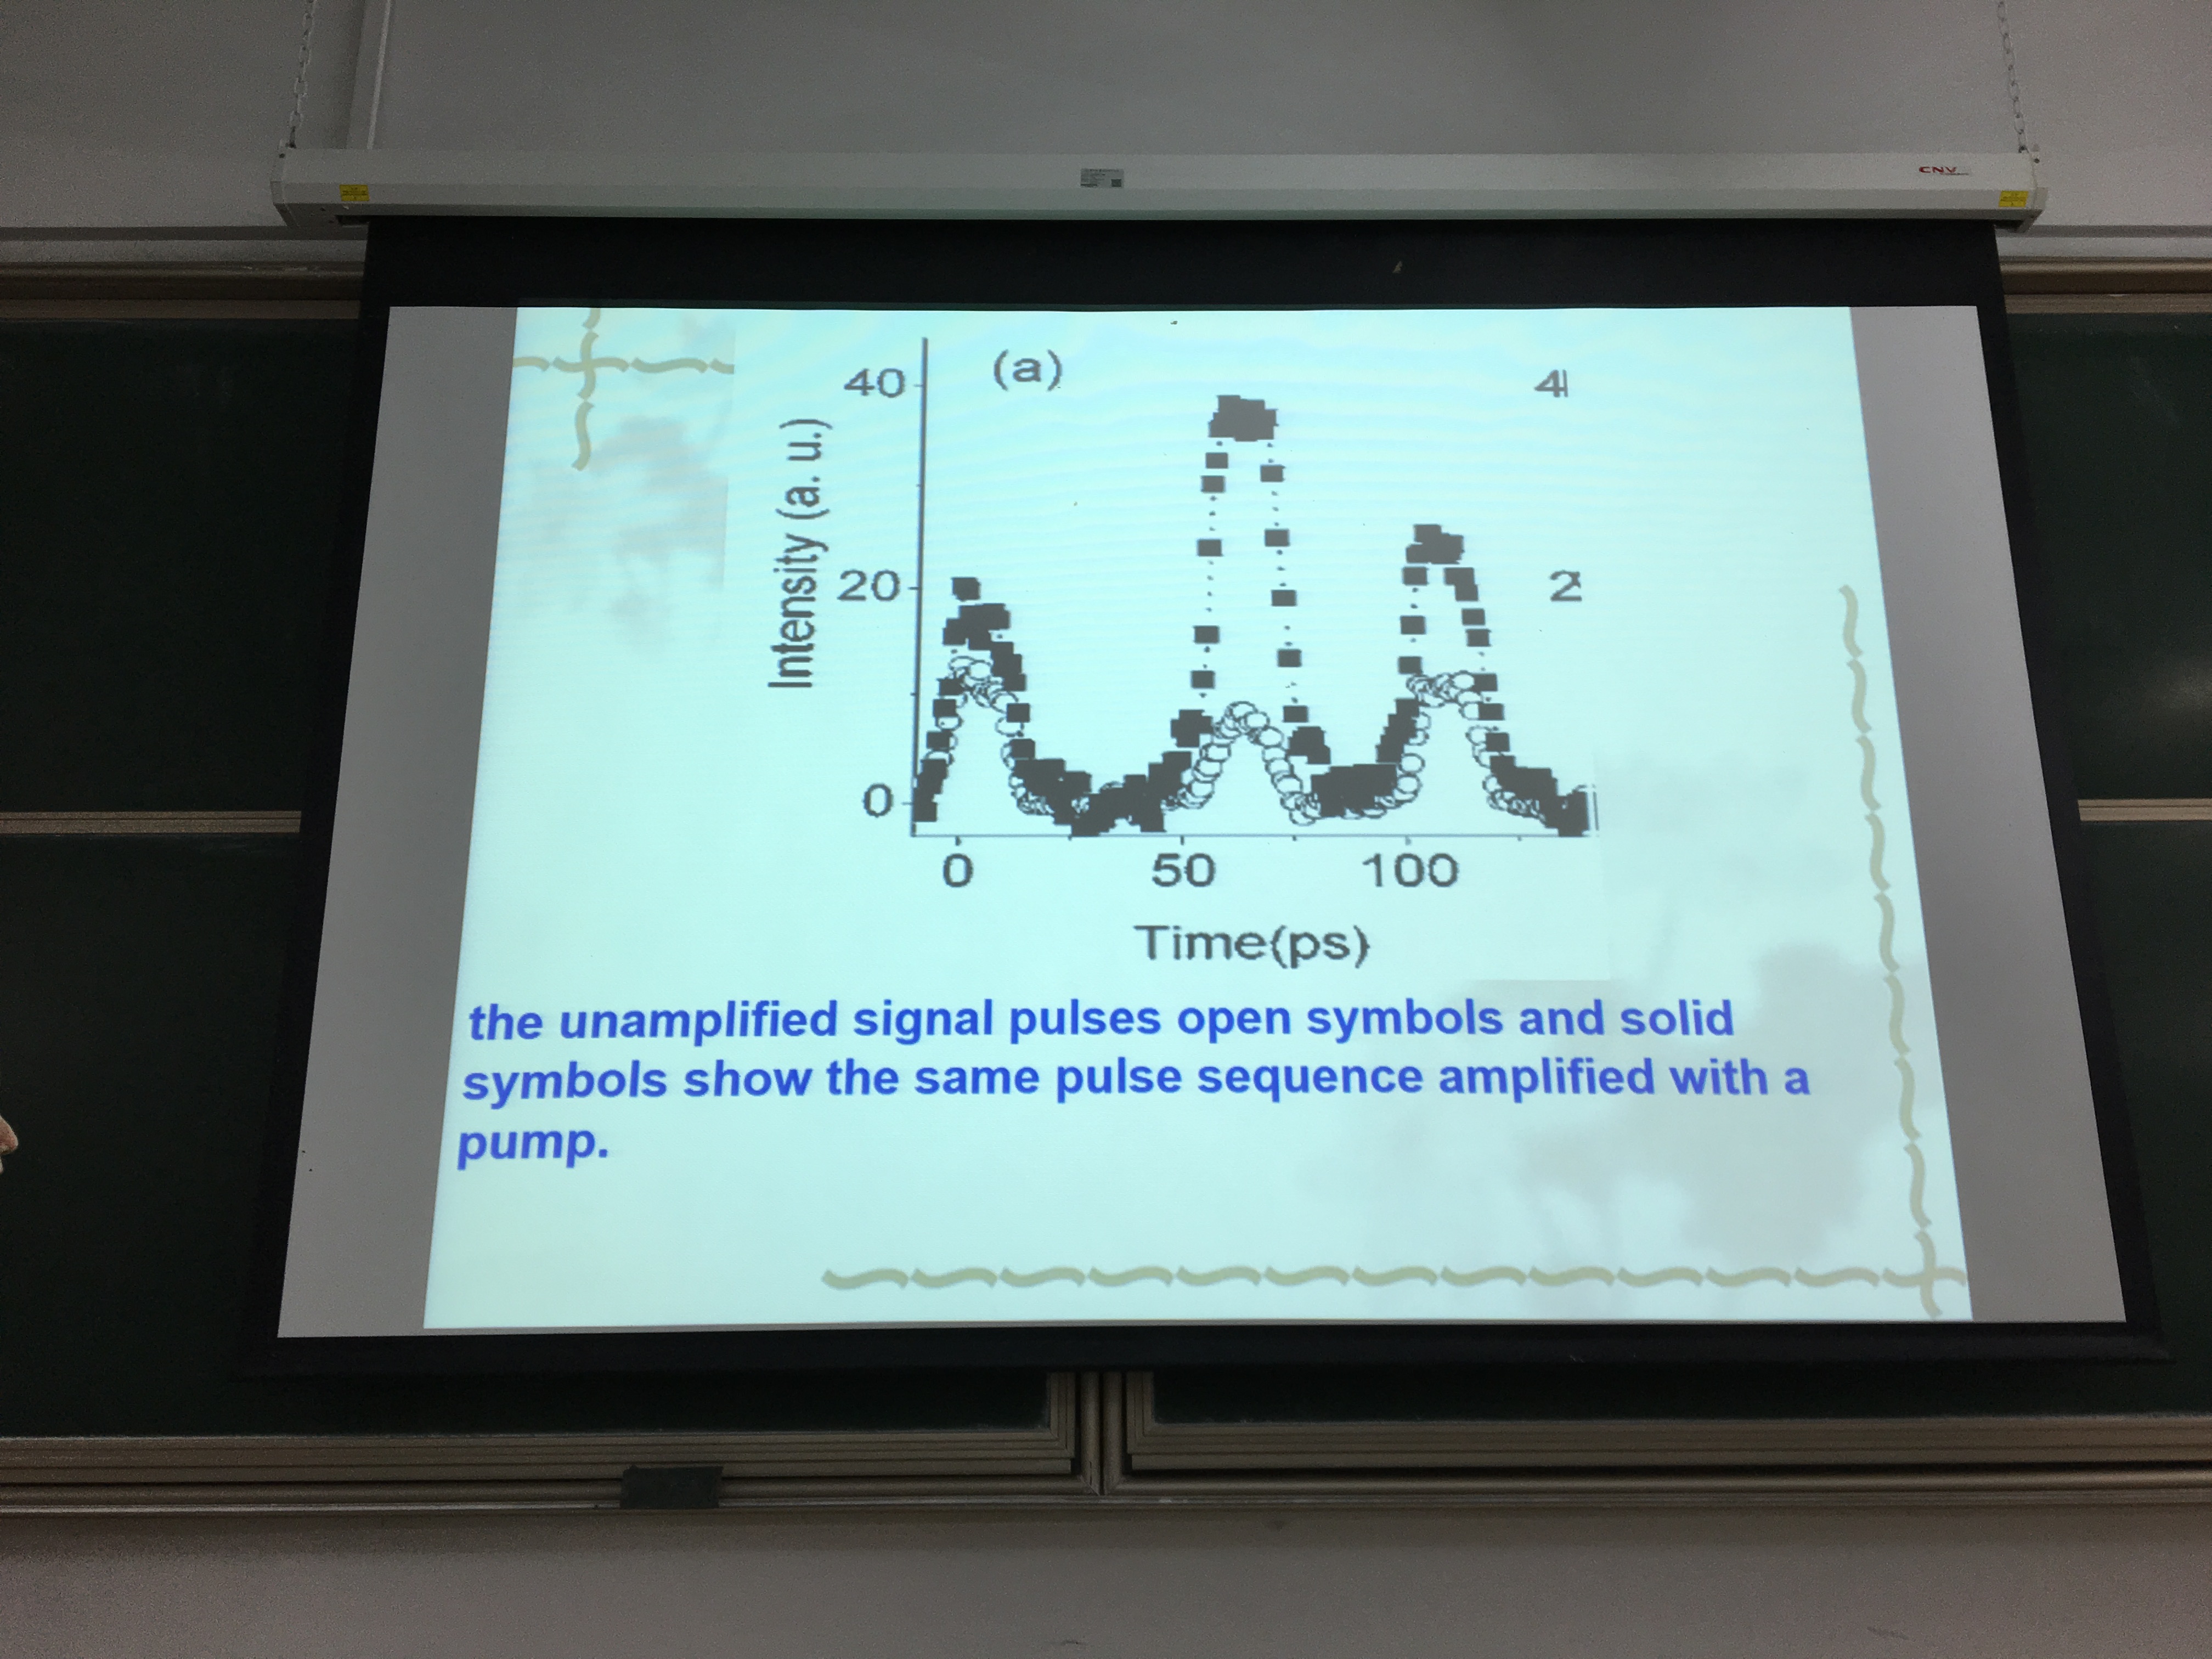 CNV
(a)
40
4
Intensity (a. u.)
20
2
0
0 50 100
Time(ps)
the unamplified signal pulses open symbols and solid
symbols show the same pulse sequence amplified with a
pump.